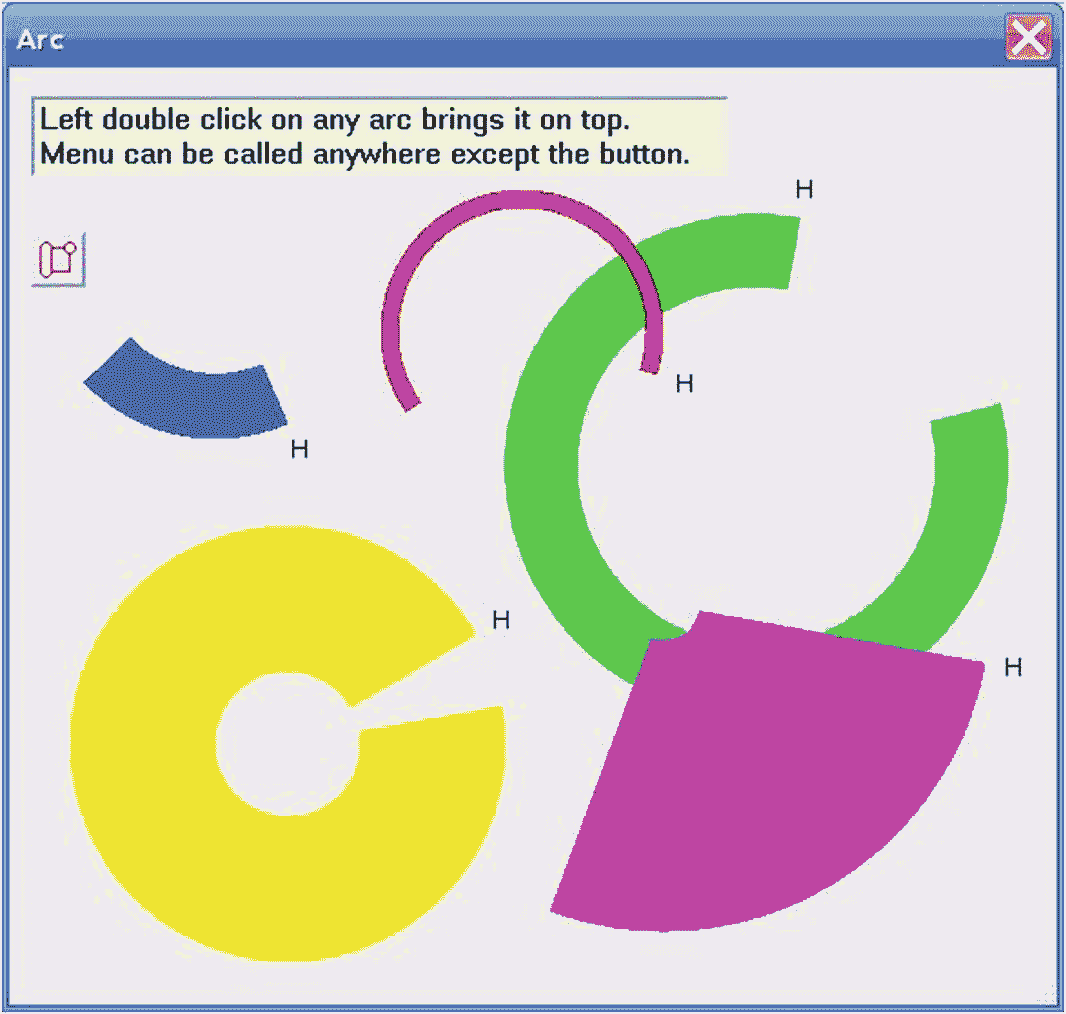 Arc
Left double click on any arc brings it on top.
Menu can be called anywhere except the button.
H
H
H
H
H